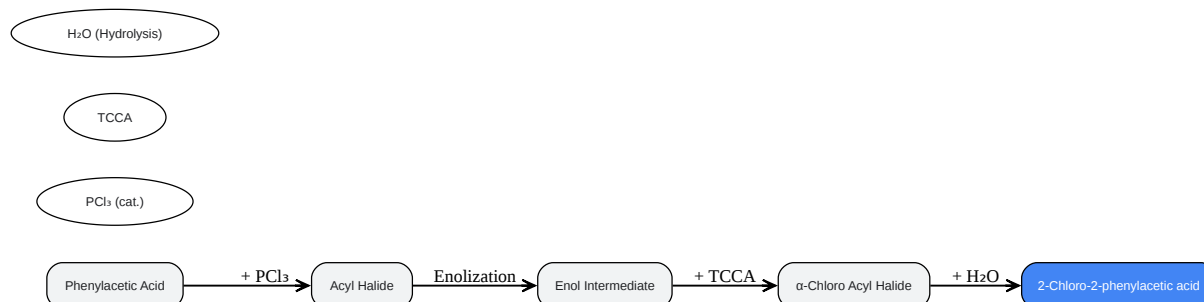 H₂O (Hydrolysis)
TCCA
PCl₃ (cat.)
+ PCl₃
Enolization
+ TCCA
+ H₂O
Phenylacetic Acid
Acyl Halide
Enol Intermediate
α-Chloro Acyl Halide
2-Chloro-2-phenylacetic acid